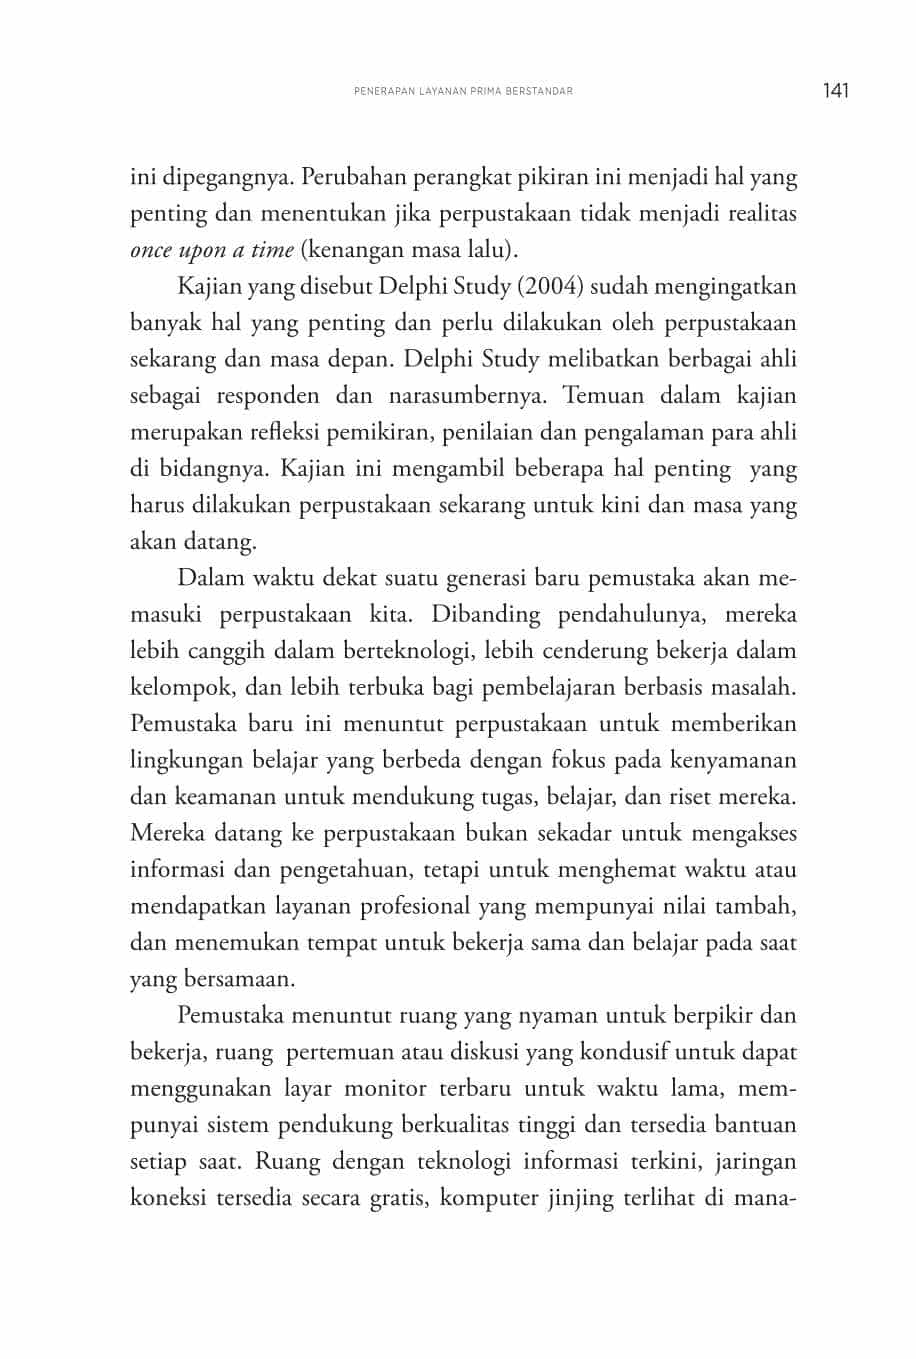 PENERAPAN LAYANAN PRIMA BERSTANDAR
141
ini dipegangnya. Perubahan perangkat pikiran ini menjadi hal yang
penting dan menentukan jika perpustakaan tidak menjadi realitas
once upon a time (kenangan masa lalu).
Kajian yang disebut Delphi Study (2004) sudah mengingatkan
banyak hal yang penting dan perlu dilakukan oleh perpustakaan
sekarang dan masa depan. Delphi Study melibatkan berbagai ahli
sebagai responden dan narasumbernya. Temuan dalam kajian
merupakan refleksi pemikiran, penilaian dan pengalaman para ahli
di bidangnya. Kajian ini mengambil beberapa hal penting yang
harus dilakukan perpustakaan sekarang untuk kini dan masa yang
akan datang.
Dalam waktu dekat suatu generasi baru pemustaka akan me-
masuki perpustakaan kita. Dibanding pendahulunya, mereka
lebih canggih dalam berteknologi, lebih cenderung bekerja dalam
kelompok, dan lebih terbuka bagi pembelajaran berbasis masalah.
Pemustaka baru ini menuntut perpustakaan untuk memberikan
lingkungan belajar yang berbeda dengan fokus pada kenyamanan
dan keamanan untuk mendukung tugas, belajar, dan riset mereka.
Mereka datang ke perpustakaan bukan sekadar untuk mengakses
informasi dan pengetahuan, tetapi untuk menghemat waktu atau
mendapatkan layanan profesional yang mempunyai nilai tambah,
dan menemukan tempat untuk bekerja sama dan belajar pada saat
yang bersamaan.
Pemustaka menuntut ruang yang nyaman untuk berpikir dan
bekerja, ruang pertemuan atau diskusi yang kondusif untuk dapat
menggunakan layar monitor terbaru untuk waktu lama, mem-
punyai sistem pendukung berkualitas tinggi dan tersedia bantuan
setiap saat. Ruang dengan teknologi informasi terkini, jaringan
koneksi tersedia secara gratis, komputer jinjing terlihat di mana-